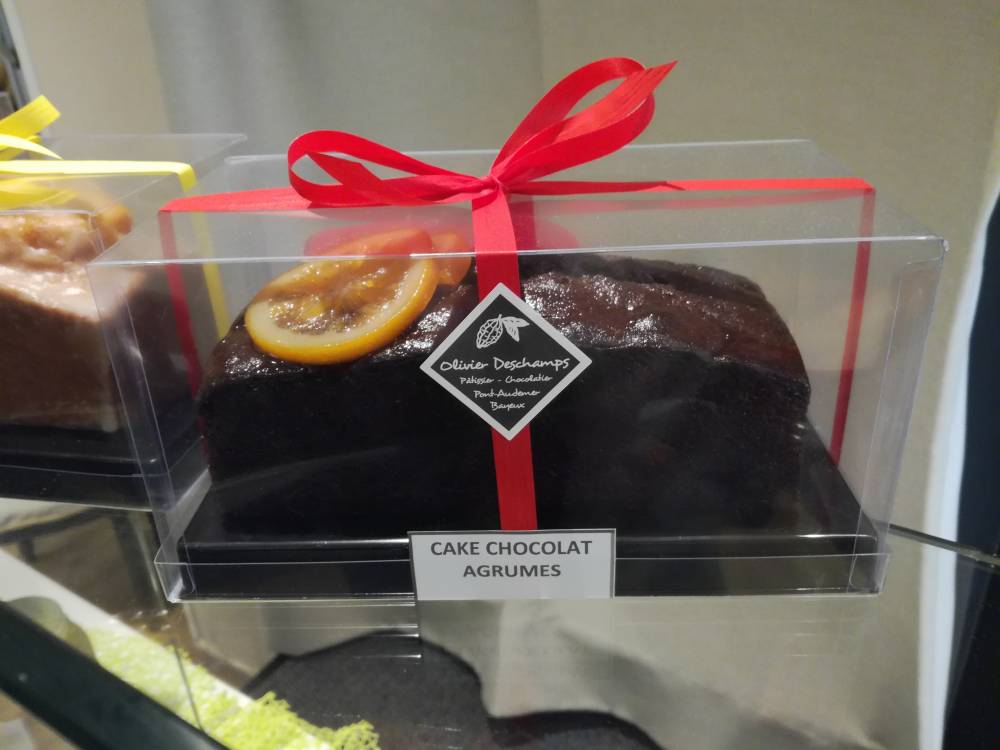 Olivier Deschamps
Pâtissier - Chocolatier
Pont-Audemer
Bayeux
CAKE CHOCOLAT
AGRUMES